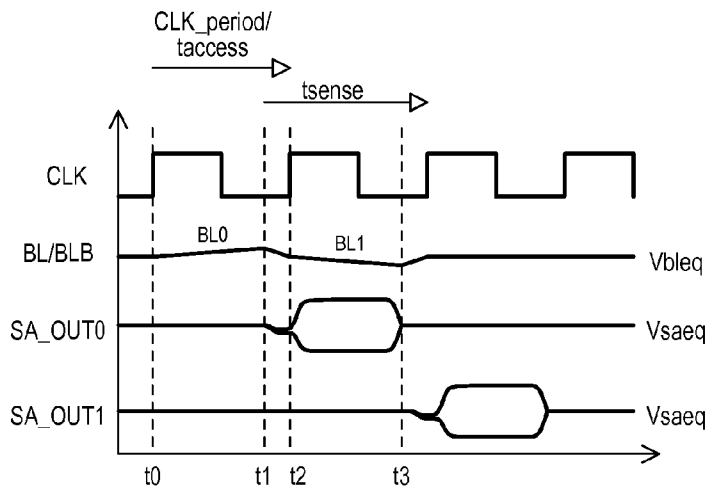 CLK_period/
taccess
tsense
CLK
BL/BLB
BL0
BL1
Vbleq
SA_OUT0
Vsaeq
SA_OUT1
Vsaeq
t0
t1
t2
t3